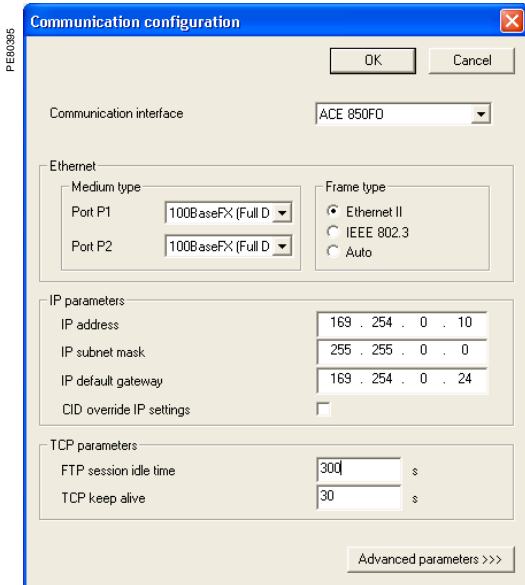 PE80395
Communication configuration
OK Cancel
Communication interface ACE 850FO
Ethernet
Medium type
Port P1 100BaseFX (Full D
Port P2 100BaseFX (Full D
Frame type
Ethernet II
IEEE 802.3
Auto
IP parameters
IP address 169 . 254 . 0 . 10
IP subnet mask 255 . 255 . 0 . 0
IP default gateway 169 . 254 . 0 . 24
CID override IP settings
TCP parameters
FTP session idle time 300 s
TCP keep alive 30 s
Advanced parameters >>>